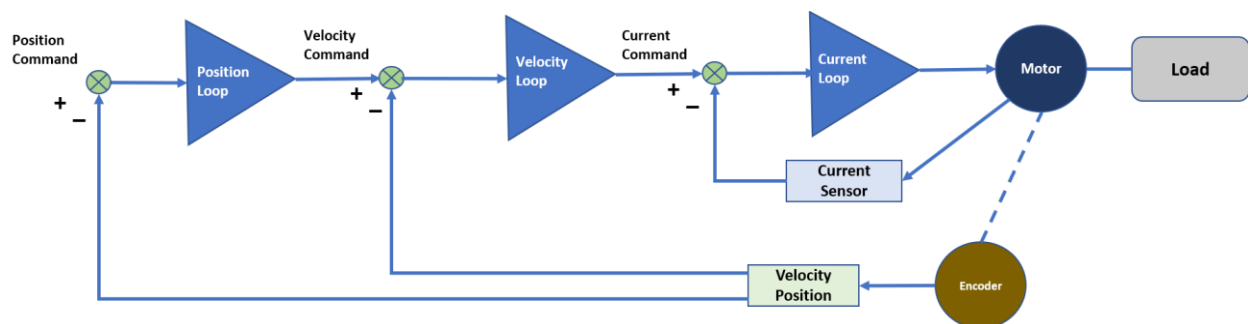 Position
Command
Velocity
Command
Current
Command
Position
Loop
Velocity
Loop
Current
Loop
Motor
Load
+
−
+
−
+
−
Current
Sensor
Velocity
Position
Encoder